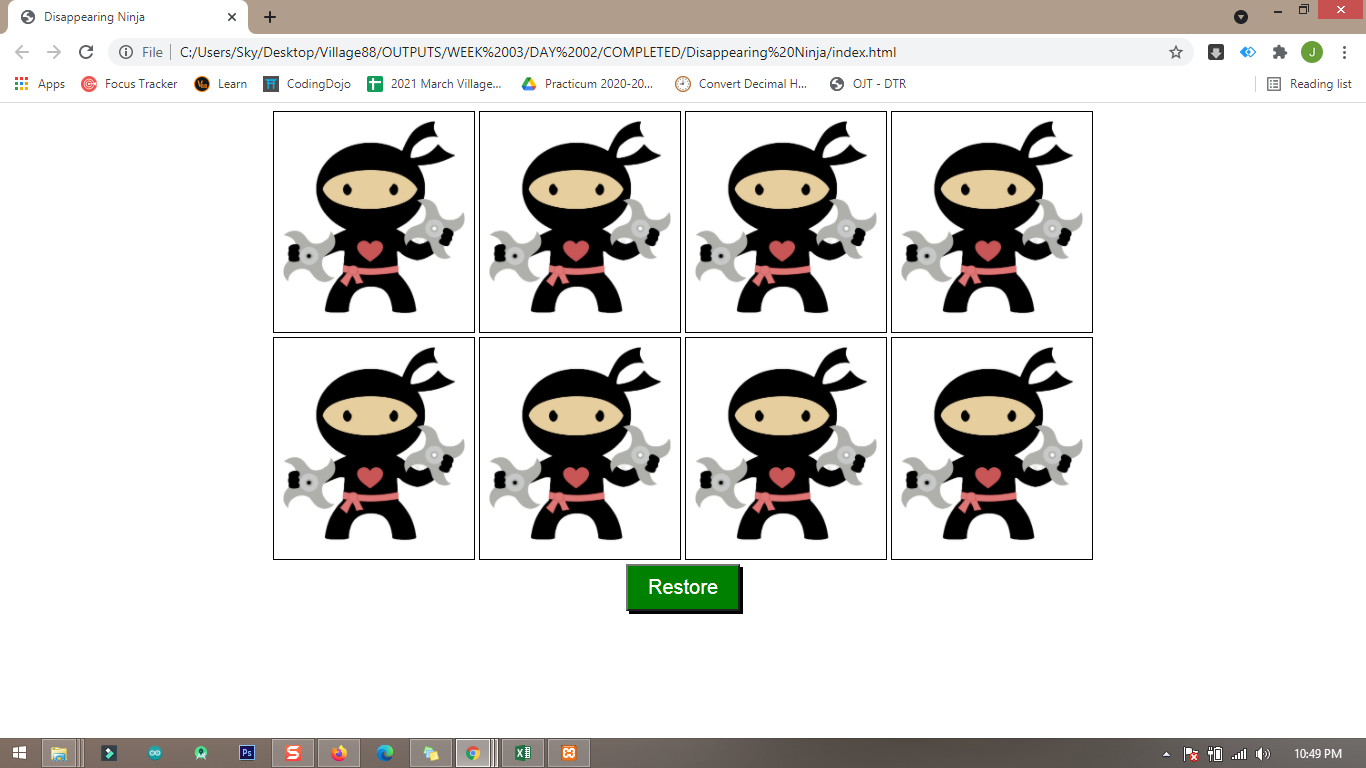 Disappearing Ninja
File | C:/Users/Sky/Desktop/Village88/OUTPUTS/WEEK%2003/DAY%2002/COMPLETED/Disappearing%20Ninja/index.html
J
Apps Focus Tracker Learn CodingDojo 2021 March Village... Practicum 2020-20... Convert Decimal H... OJT - DTR Reading list
Restore
Ps S 10:49 PM